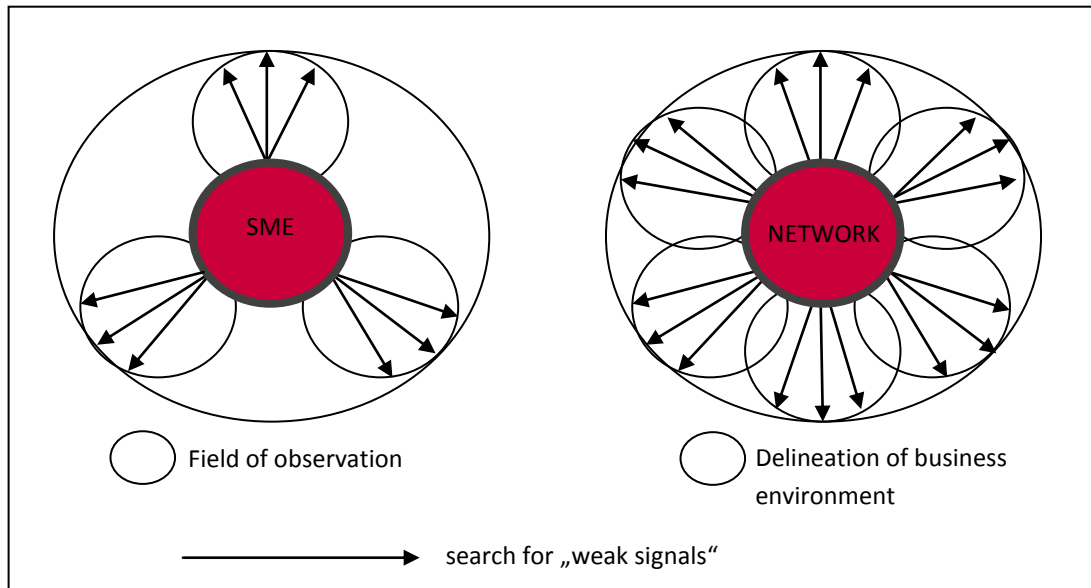 SME
NETWORK
Field of observation
Delineation of business
environment
search for „weak signals“